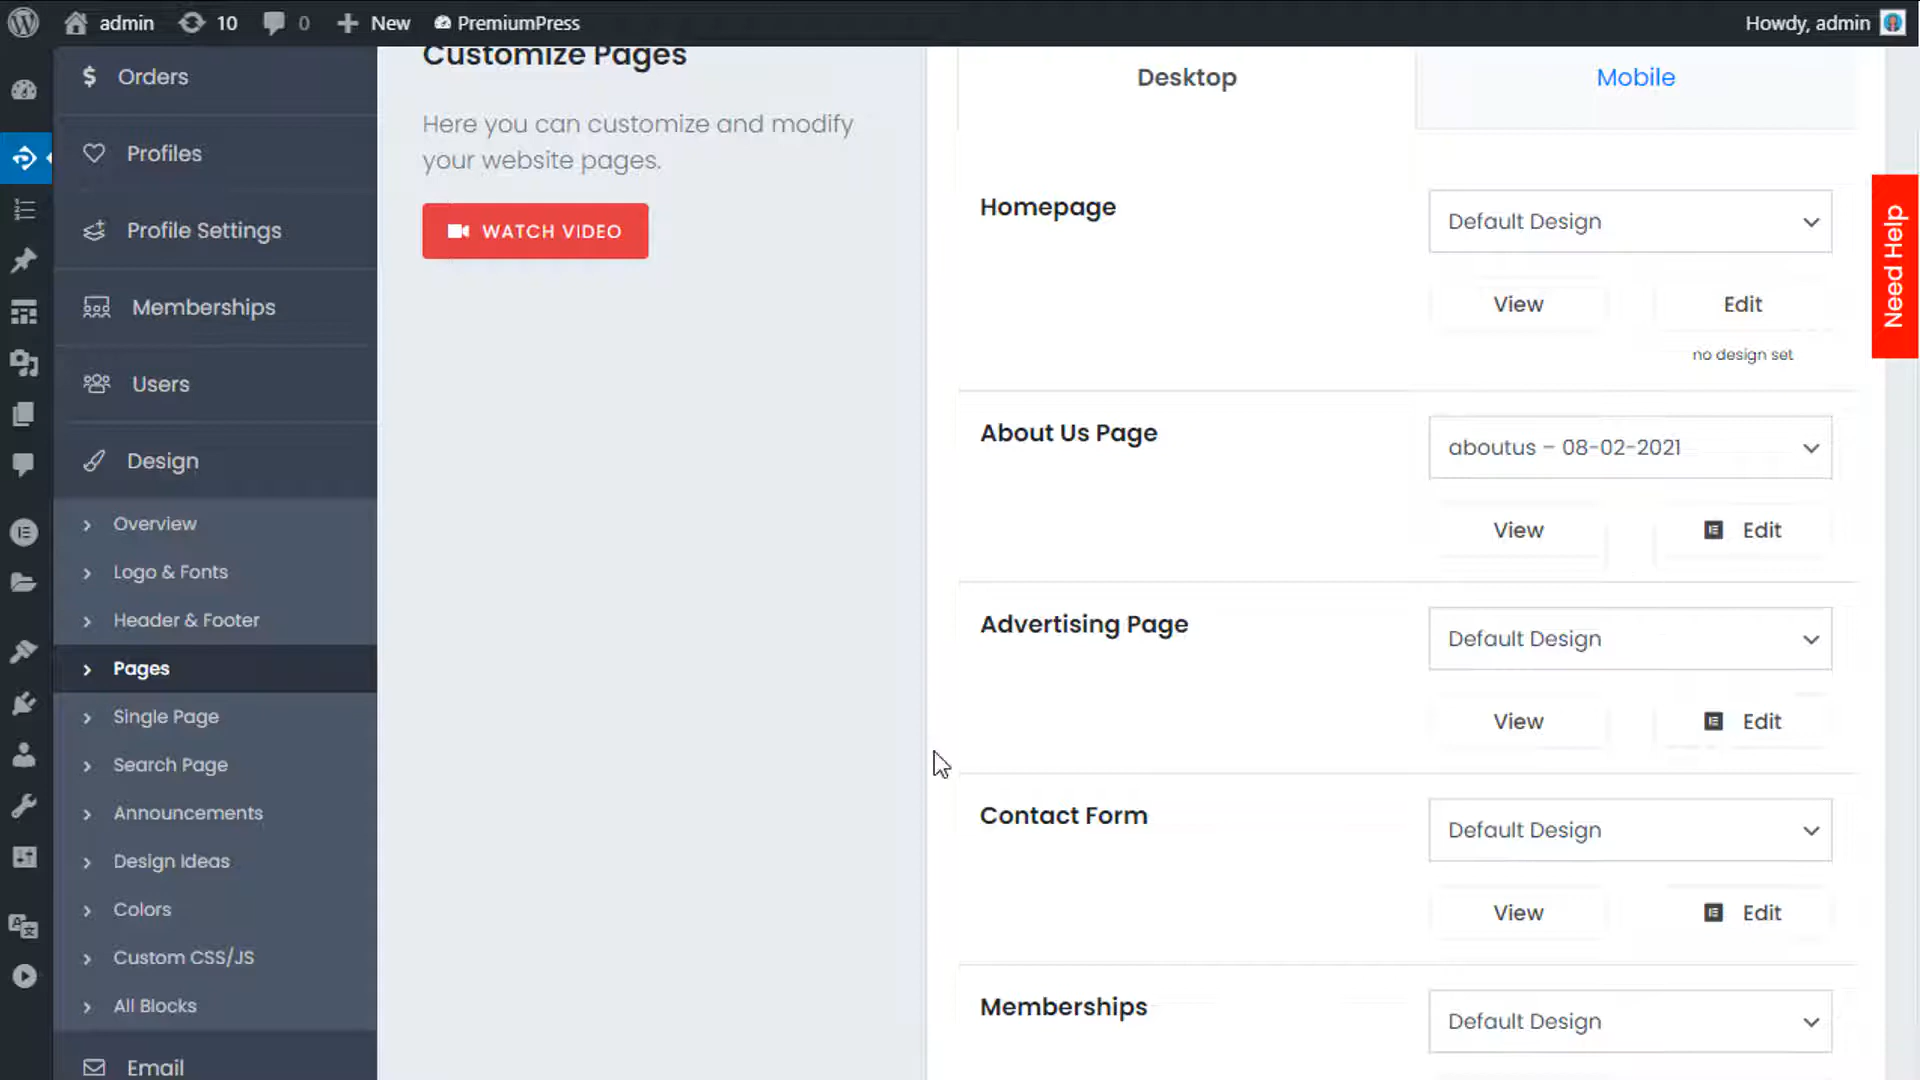 admin
10
0
New
PremiumPress
Howdy, admin
Orders
Profiles
Profile Settings
Memberships
Users
Design
Overview
Logo & Fonts
Header & Footer
Pages
Single Page
Search Page
Announcements
Design Ideas
Colors
Custom CSS/JS
All Blocks
Email
Customize Pages
Here you can customize and modify
your website pages.
WATCH VIDEO
Desktop
Mobile
Homepage
Default Design
View
Edit
no design set
About Us Page
aboutus – 08-02-2021
View
Edit
Advertising Page
Default Design
View
Edit
Contact Form
Default Design
View
Edit
Memberships
Default Design
Need Help